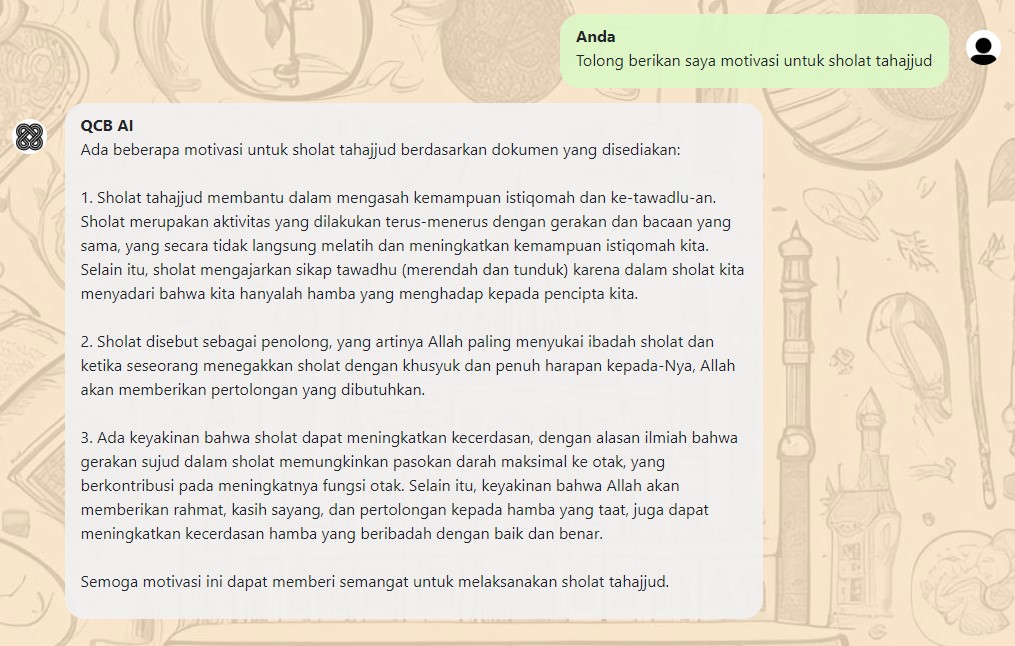 Anda
Tolong berikan saya motivasi untuk sholat tahajjud
QCB AI
Ada beberapa motivasi untuk sholat tahajjud berdasarkan dokumen yang disediakan:
1. Sholat tahajjud membantu dalam mengasah kemampuan istiqomah dan ke-tawadlu-an.
Sholat merupakan aktivitas yang dilakukan terus-menerus dengan gerakan dan bacaan yang
sama, yang secara tidak langsung melatih dan meningkatkan kemampuan istiqomah kita.
Selain itu, sholat mengajarkan sikap tawadhu (merendah dan tunduk) karena dalam sholat kita
menyadari bahwa kita hanyalah hamba yang menghadap kepada pencipta kita.
2. Sholat disebut sebagai penolong, yang artinya Allah paling menyukai ibadah sholat dan
ketika seseorang menegakkan sholat dengan khusyuk dan penuh harapan kepada-Nya, Allah
akan memberikan pertolongan yang dibutuhkan.
3. Ada keyakinan bahwa sholat dapat meningkatkan kecerdasan, dengan alasan ilmiah bahwa
gerakan sujud dalam sholat memungkinkan pasokan darah maksimal ke otak, yang
berkontribusi pada meningkatnya fungsi otak. Selain itu, keyakinan bahwa Allah akan
memberikan rahmat, kasih sayang, dan pertolongan kepada hamba yang taat, juga dapat
meningkatkan kecerdasan hamba yang beribadah dengan baik dan benar.
Semoga motivasi ini dapat memberi semangat untuk melaksanakan sholat tahajjud.